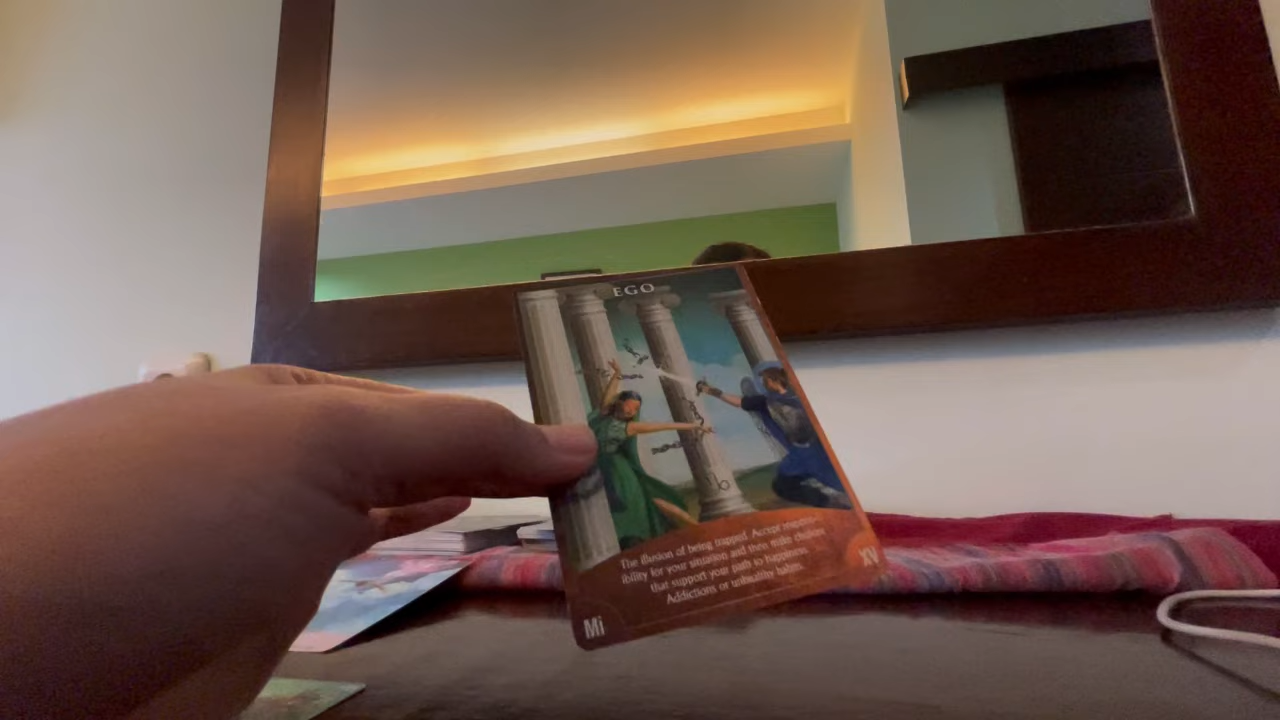 EGO
The illusion of being trapped. Accept respons-
ibility for your situation and then make choices
that support your path to happiness.
Addictions or unhealthy habits.
Mi
XV